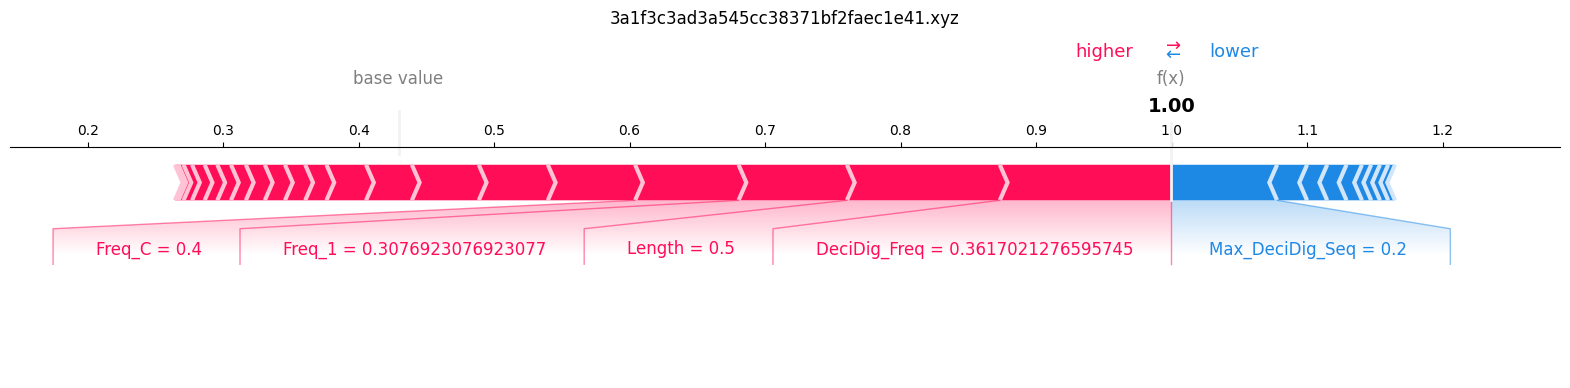 3a1f3c3ad3a545cc38371bf2faec1e41.xyz
higher ⇄ lower
base value f(x)
1.00
0.2 0.3 0.4 0.5 0.6 0.7 0.8 0.9 1.0 1.1 1.2
Freq_C = 0.4 Freq_1 = 0.3076923076923077 Length = 0.5 DeciDig_Freq = 0.3617021276595745 Max_DeciDig_Seq = 0.2